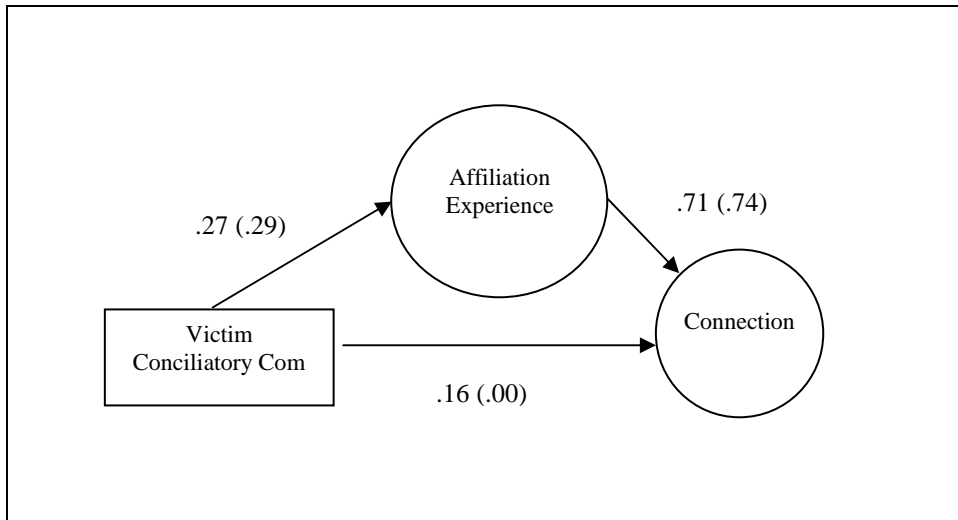 Affiliation
Experience
.71 (.74)
.27 (.29)
Connection
Victim
Conciliatory Com
.16 (.00)